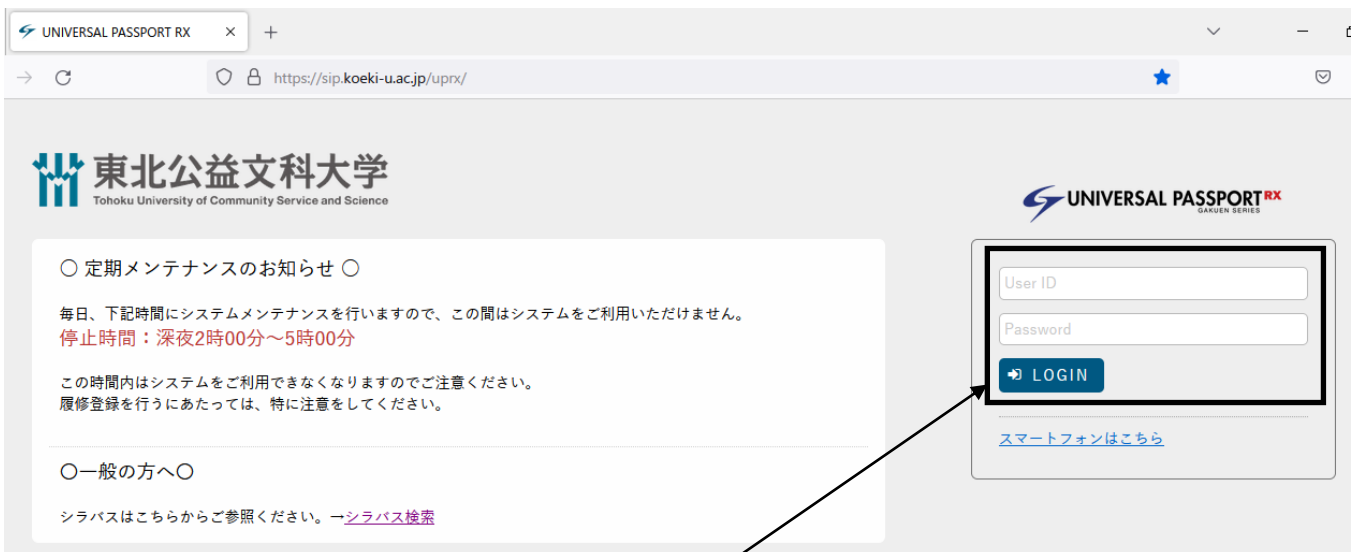 UNIVERSAL PASSPORT RX
https://sip.koeki-u.ac.jp/uprx/
東北公益文科大学
Tohoku University of Community Service and Science
UNIVERSAL PASSPORT RX
GAKUEN SERIES
○ 定期メンテナンスのお知らせ ○
毎日、下記時間にシステムメンテナンスを行いますので、この間はシステムをご利用いただけません。
停止時間：深夜2時00分～5時00分
この時間内はシステムをご利用できなくなりますのでご注意ください。
履修登録を行うにあたっては、特に注意をしてください。
〇一般の方へ〇
シラバスはこちらからご参照ください。→シラバス検索
User ID
Password
LOGIN
スマートフォンはこちら